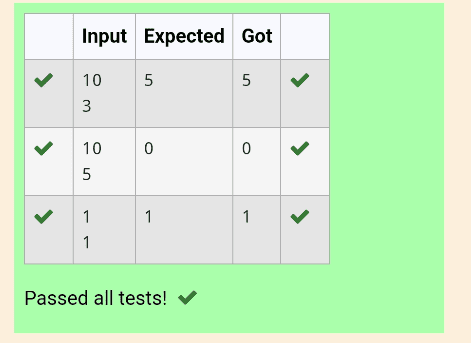 Input Expected Got
10 5 5
3
10 0 0
5
1 1 1
1
Passed all tests!